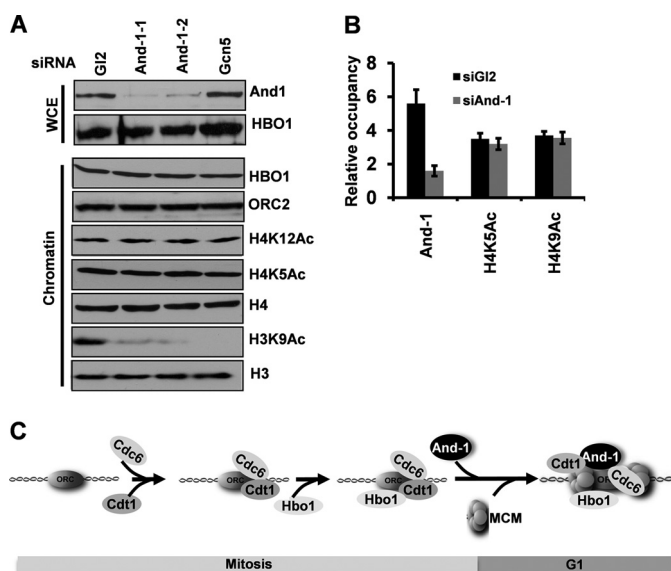 A
siRNA
Gl2
And-1-1
And-1-2
Gcn5
WCE
And1
HBO1
Chromatin
HBO1
ORC2
H4K12Ac
H4K5Ac
H4
H3K9Ac
H3
B
Relative occupancy
8
6
4
2
0
siGl2
siAnd-1
And-1
H4K5Ac
H4K9Ac
C
ORC
Cdc6
Cdt1
ORC
Cdc6
Cdt1
Hbo1
ORC
Cdc6
Cdt1
Hbo1
And-1
MCM
Cdt1
And-1
Cdc6
Hbo1
Mitosis
G1